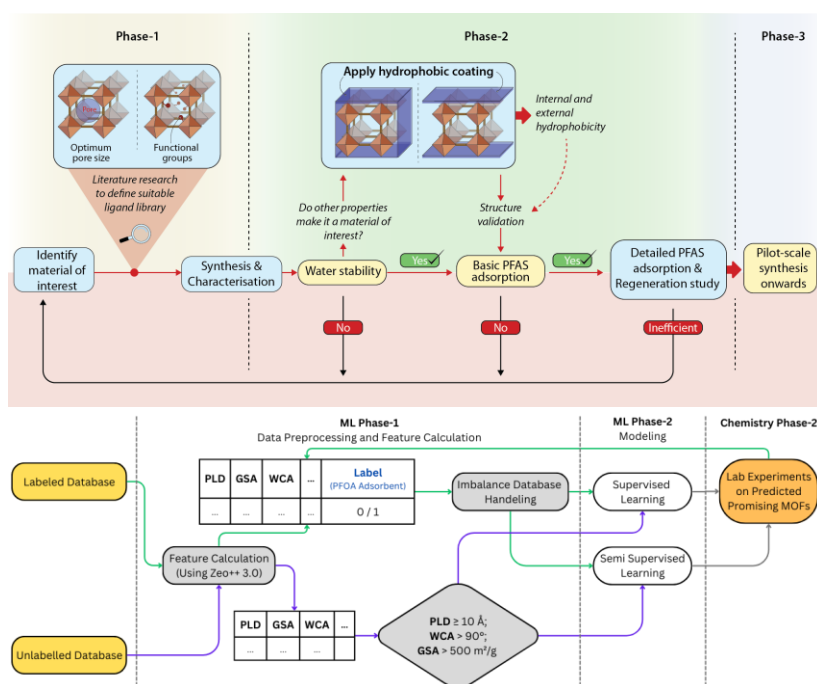 Phase-1
Phase-2
Phase-3
Pore
Optimum
pore size
Functional
groups
Apply hydrophobic coating
Internal and
external
hydrophobicity
Literature research
to define suitable
ligand library
Do other properties
make it a material of
interest?
Structure
validation
Identify
material of
interest
Synthesis &
Characterisation
Water stability
Yes
Basic PFAS
adsorption
Yes
Detailed PFAS
adsorption &
Regeneration study
Pilot-scale
synthesis
onwards
No
No
Inefficient
ML Phase-1
Data Preprocessing and Feature Calculation
ML Phase-2
Modeling
Chemistry Phase-2
Labeled Database
PLD GSA WCA ... Label
(PFOA Adsorbent)
... ... ... ... 0 / 1
Imbalance Database
Handeling
Supervised
Learning
Lab Experiments
on Predicted
Promising MOFs
Feature Calculation
(Using Zeo++ 3.0)
Semi Supervised
Learning
PLD GSA WCA ...
... ... ...
PLD ≥ 10 Å;
WCA > 90°;
GSA > 500 m²/g
Unlabelled Database